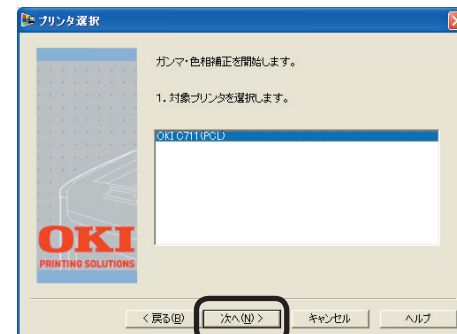 プリンタ選択
ガンマ・色相補正を開始します。
1. 対象プリンタを選択します。
OKI C711(PCL)
OKI
PRINTING SOLUTIONS
< 戻る(B)
次へ(N) >
キャンセル
ヘルプ